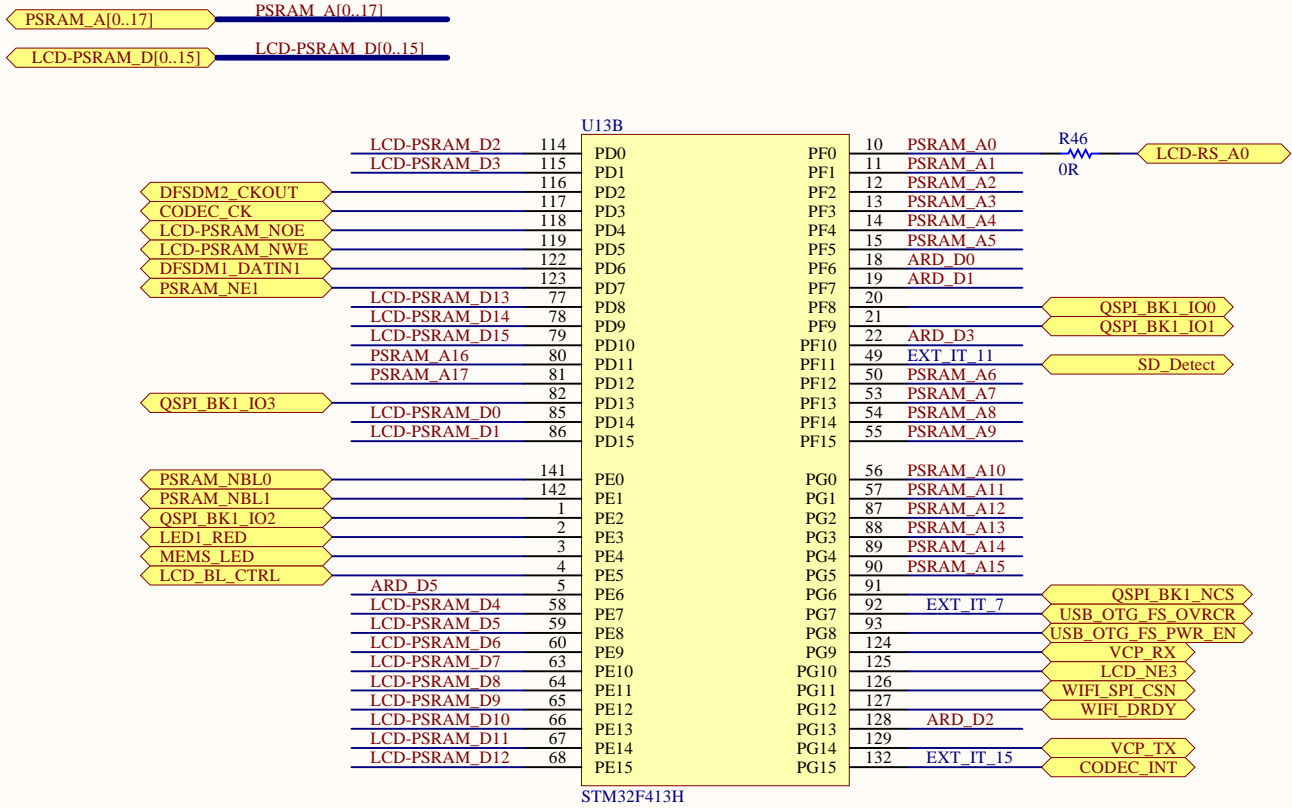 PSRAM_A[0..17] PSRAM_A[0..17]
LCD-PSRAM_D[0..15] LCD-PSRAM_D[0..15]
U13B
LCD-PSRAM_D2 114 PD0 PF0 10 PSRAM_A0 R46 0R LCD-RS_A0
LCD-PSRAM_D3 115 PD1 PF1 11 PSRAM_A1
DFSDM2_CKOUT 116 PD2 PF2 12 PSRAM_A2
CODEC_CK 117 PD3 PF3 13 PSRAM_A3
LCD-PSRAM_NOE 118 PD4 PF4 14 PSRAM_A4
LCD-PSRAM_NWE 119 PD5 PF5 15 PSRAM_A5
DFSDM1_DATIN1 122 PD6 PF6 18 ARD_D0
PSRAM_NE1 123 PD7 PF7 19 ARD_D1
LCD-PSRAM_D13 77 PD8 PF8 20 QSPI_BK1_IO0
LCD-PSRAM_D14 78 PD9 PF9 21 QSPI_BK1_IO1
LCD-PSRAM_D15 79 PD10 PF10 22 ARD_D3
PSRAM_A16 80 PD11 PF11 49 EXT_IT_11 SD_Detect
PSRAM_A17 81 PD12 PF12 50 PSRAM_A6
QSPI_BK1_IO3 82 PD13 PF13 53 PSRAM_A7
LCD-PSRAM_D0 85 PD14 PF14 54 PSRAM_A8
LCD-PSRAM_D1 86 PD15 PF15 55 PSRAM_A9
PSRAM_NBL0 141 PE0 PG0 56 PSRAM_A10
PSRAM_NBL1 142 PE1 PG1 57 PSRAM_A11
QSPI_BK1_IO2 1 PE2 PG2 87 PSRAM_A12
LED1_RED 2 PE3 PG3 88 PSRAM_A13
MEMS_LED 3 PE4 PG4 89 PSRAM_A14
LCD_BL_CTRL 4 PE5 PG5 90 PSRAM_A15
ARD_D5 5 PE6 PG6 91 QSPI_BK1_NCS
LCD-PSRAM_D4 58 PE7 PG7 92 EXT_IT_7 USB_OTG_FS_OVRCR
LCD-PSRAM_D5 59 PE8 PG8 93 USB_OTG_FS_PWR_EN
LCD-PSRAM_D6 60 PE9 PG9 124 VCP_RX
LCD-PSRAM_D7 63 PE10 PG10 125 LCD_NE3
LCD-PSRAM_D8 64 PE11 PG11 126 WIFI_SPI_CSN
LCD-PSRAM_D9 65 PE12 PG12 127 WIFI_DRDY
LCD-PSRAM_D10 66 PE13 PG13 128 ARD_D2
LCD-PSRAM_D11 67 PE14 PG14 129 VCP_TX
LCD-PSRAM_D12 68 PE15 PG15 132 EXT_IT_15 CODEC_INT
STM32F413H